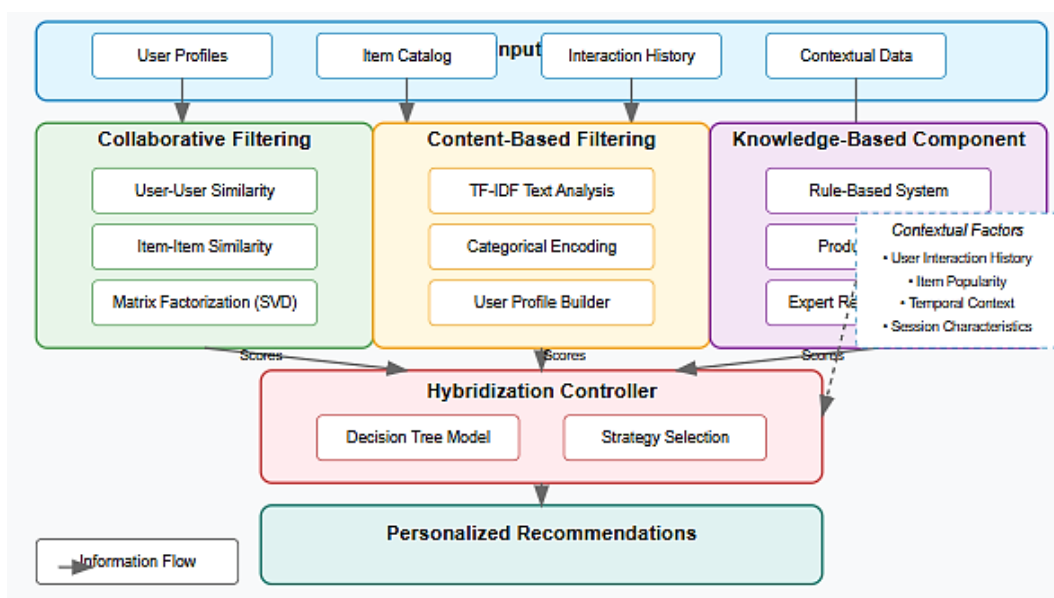 User Profiles
Item Catalog
nput
Interaction History
Contextual Data
Collaborative Filtering
Content-Based Filtering
Knowledge-Based Component
User-User Similarity
TF-IDF Text Analysis
Rule-Based System
Item-Item Similarity
Categorical Encoding
Matrix Factorization (SVD)
User Profile Builder
Expert
Contextual Factors
• User Interaction History
• Item Popularity
• Temporal Context
• Session Characteristics
Scores
Scores
Scores
Hybridization Controller
Decision Tree Model
Strategy Selection
Personalized Recommendations
Information Flow